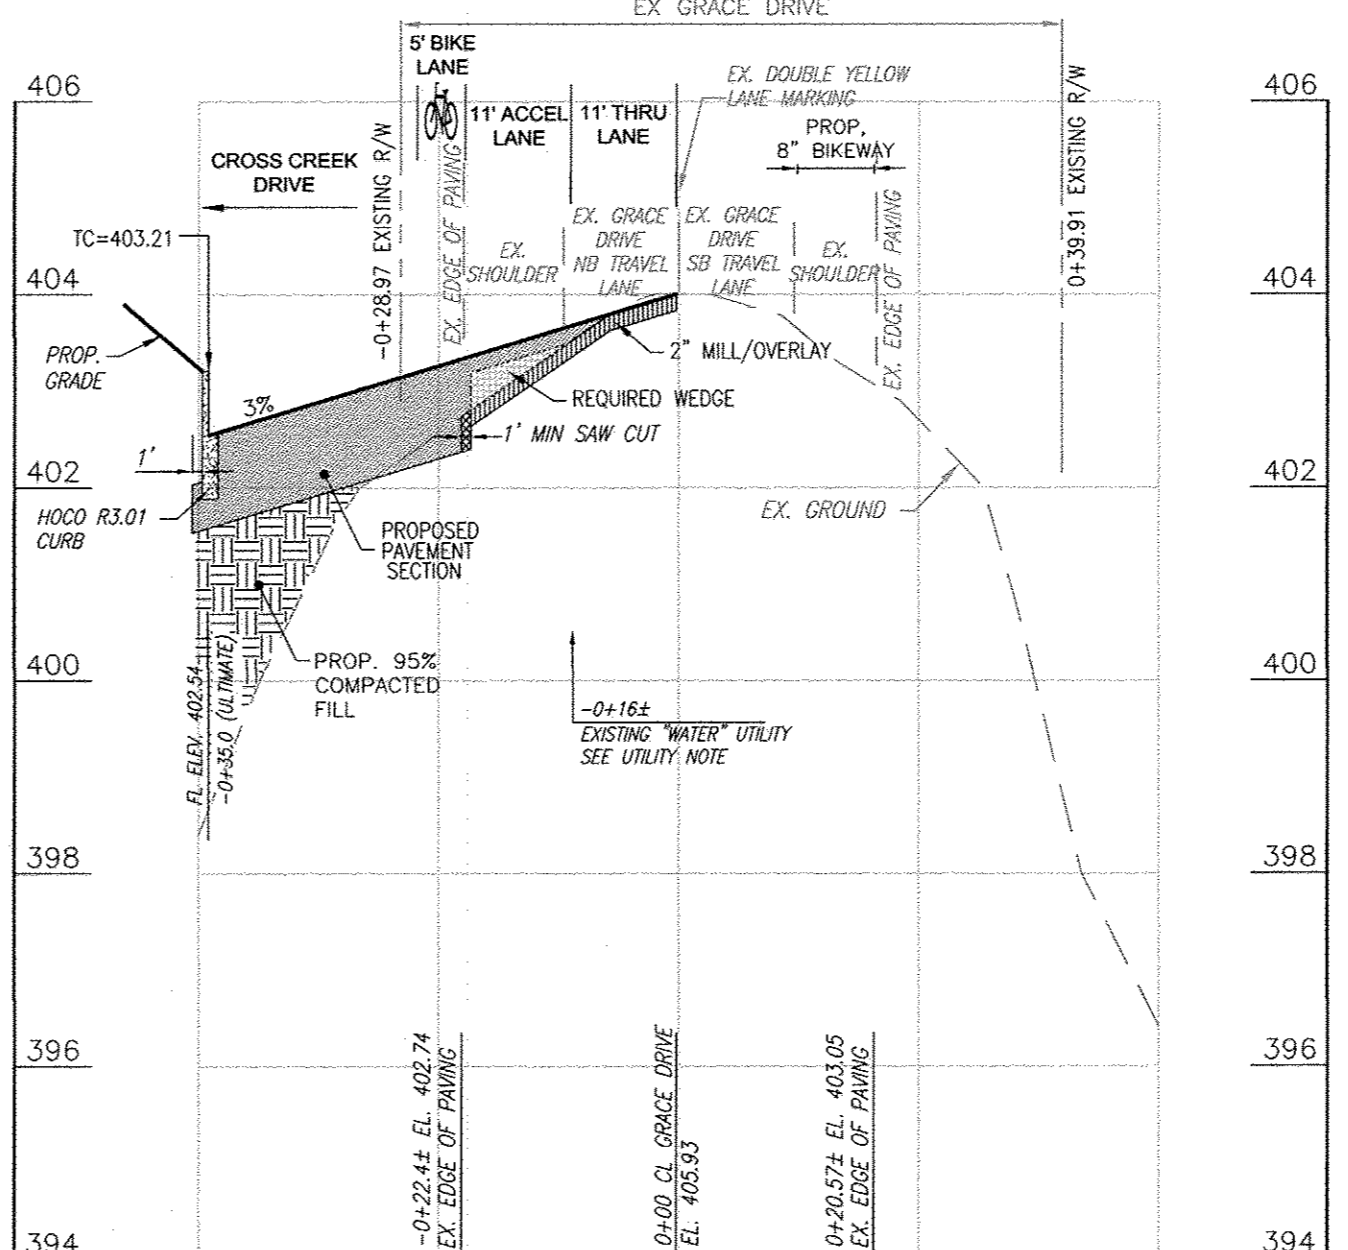 EX GRACE DRIVE
5' BIKE
LANE
11' ACCEL
LANE
11' THRU
LANE
EX. DOUBLE YELLOW
LANE MARKING
PROP,
8" BIKEWAY
406
406
CROSS CREEK
DRIVE
-0+28.97 EXISTING R/W
EX. EDGE OF PAVING
0+39.91 EXISTING R/W
TC=403.21
EX.
SHOULDER
EX. GRACE
DRIVE
NB TRAVEL
LANE
EX. GRACE
DRIVE
SB TRAVEL
LANE
EX.
SHOULDER
EX. EDGE OF PAVING
404
404
PROP.
GRADE
2" MILL/OVERLAY
REQUIRED WEDGE
3%
1' MIN SAW CUT
1'
402
402
HOCO R3.01
CURB
PROPOSED
PAVEMENT
SECTION
EX. GROUND
400
400
PROP. 95%
COMPACTED
FILL
FL ELEV. 402.54
-0+35.0 (ULTIMATE)
-0+16±
EXISTING "WATER" UTILITY
SEE UTILITY NOTE
398
398
396
396
-0+22.4± EL. 402.74
EX. EDGE OF PAVING
0+00 CL GRACE DRIVE
EL. 405.93
0+20.57± EL. 403.05
EX. EDGE OF PAVING
394
394